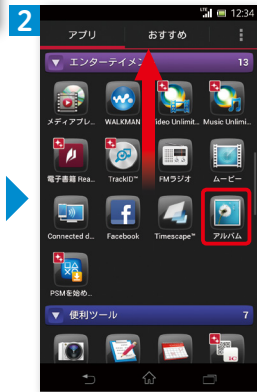 2
LTE 12:34
アプリ おすすめ
エンターテイメン 13
メディアプレ... WALKMAN Video Unlimit... Music Unlimi...
電子書籍 Rea... TrackID™ FMラジオ ムービー
Connected d... Facebook Timescape™ アルバム
PSMを始め...
便利ツール 7